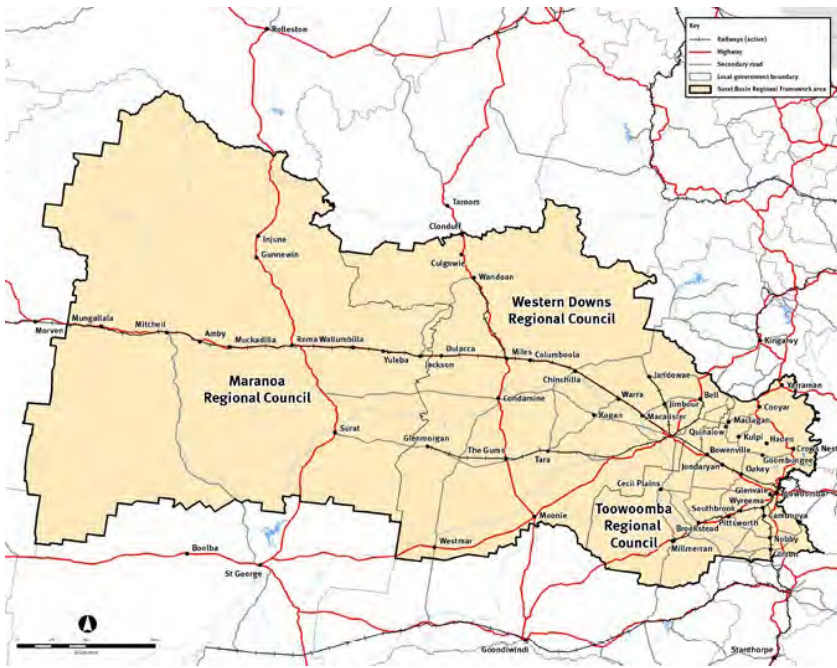 Key
Railways (active)
Highway
Secondary road
Local government boundary
Surat Basin Regional Framework area
Rolleston
Taroom
Clonduff
Injune
Gunnewin
Culgowie
Wandoan
Western Downs
Regional Council
Morven
Mungallala
Mitchell
Amby
Muckadilla
Roma
Wallumbilla
Yuleba
Jackson
Dulacca
Miles
Columboola
Chinchilla
Kingaroy
Maranoa
Regional Council
Condamine
Jandowae
Warra
Jimbour
Bell
Macalister
Kogan
Yarraman
Cooyar
Maclagan
Quinalow
Kulpi
Haden
Crows Nest
Surat
Glenmorgan
The Gums
Tara
Bowenville
Goombungee
Jondaryan
Oakey
Cecil Plains
Glenvale
Toowoomba
Wyreema
Toowoomba
Regional
Council
Southbrook
Cambooya
Brookstead
Pittsworth
Moonie
Millmerran
Nobby
Clifton
Westmar
Boolba
St George
Goondiwindi
Stanthorpe